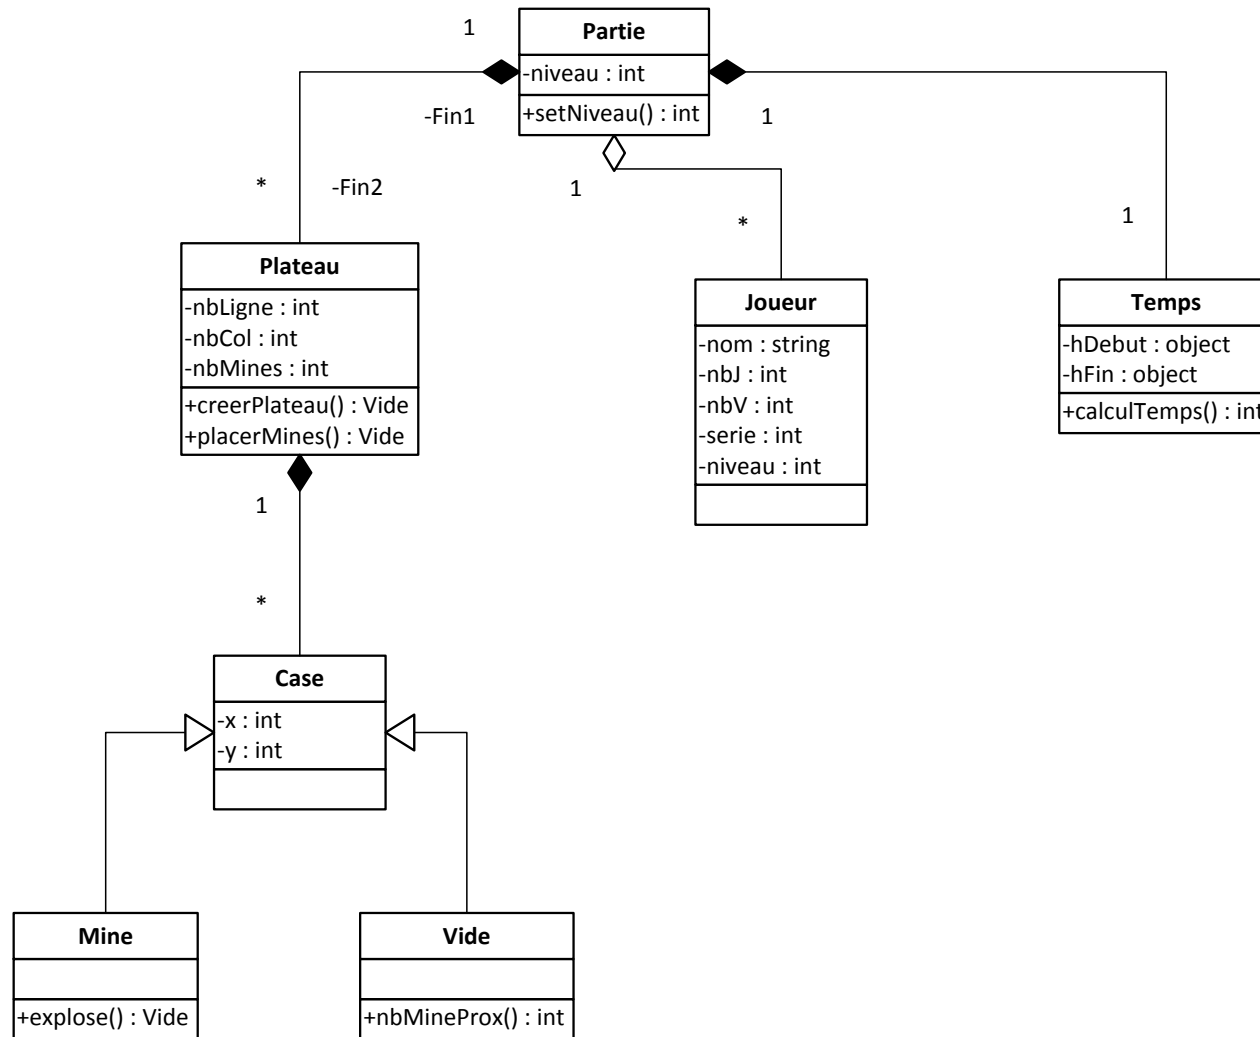 1
Partie
-niveau : int
+setNiveau() : int
-Fin1
1
1
*
-Fin2
*
1
Plateau
-nbLigne : int
-nbCol : int
-nbMines : int
+creerPlateau() : Vide
+placerMines() : Vide
Joueur
-nom : string
-nbJ : int
-nbV : int
-serie : int
-niveau : int
Temps
-hDebut : object
-hFin : object
+calculTemps() : int
1
*
Case
-x : int
-y : int
Mine
+explose() : Vide
Vide
+nbMineProx() : int